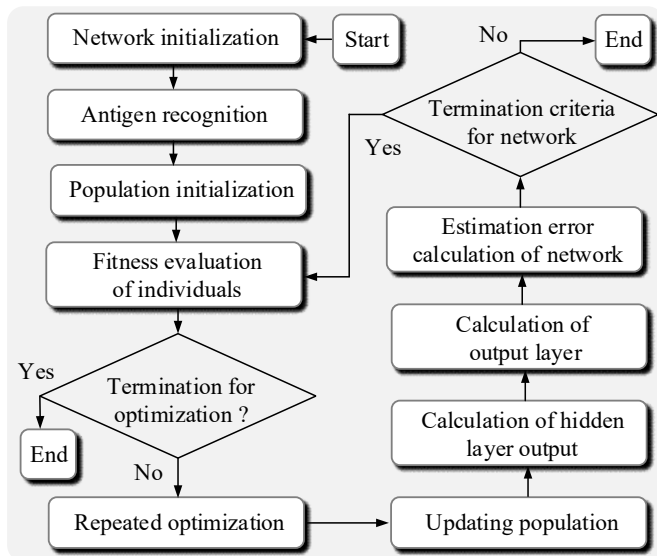 Start
Network initialization
Antigen recognition
Population initialization
Fitness evaluation
of individuals
Termination for
optimization ?
Yes
End
No
Repeated optimization
Updating population
Calculation of hidden
layer output
Calculation of
output layer
Estimation error
calculation of network
Termination criteria
for network
Yes
No
End